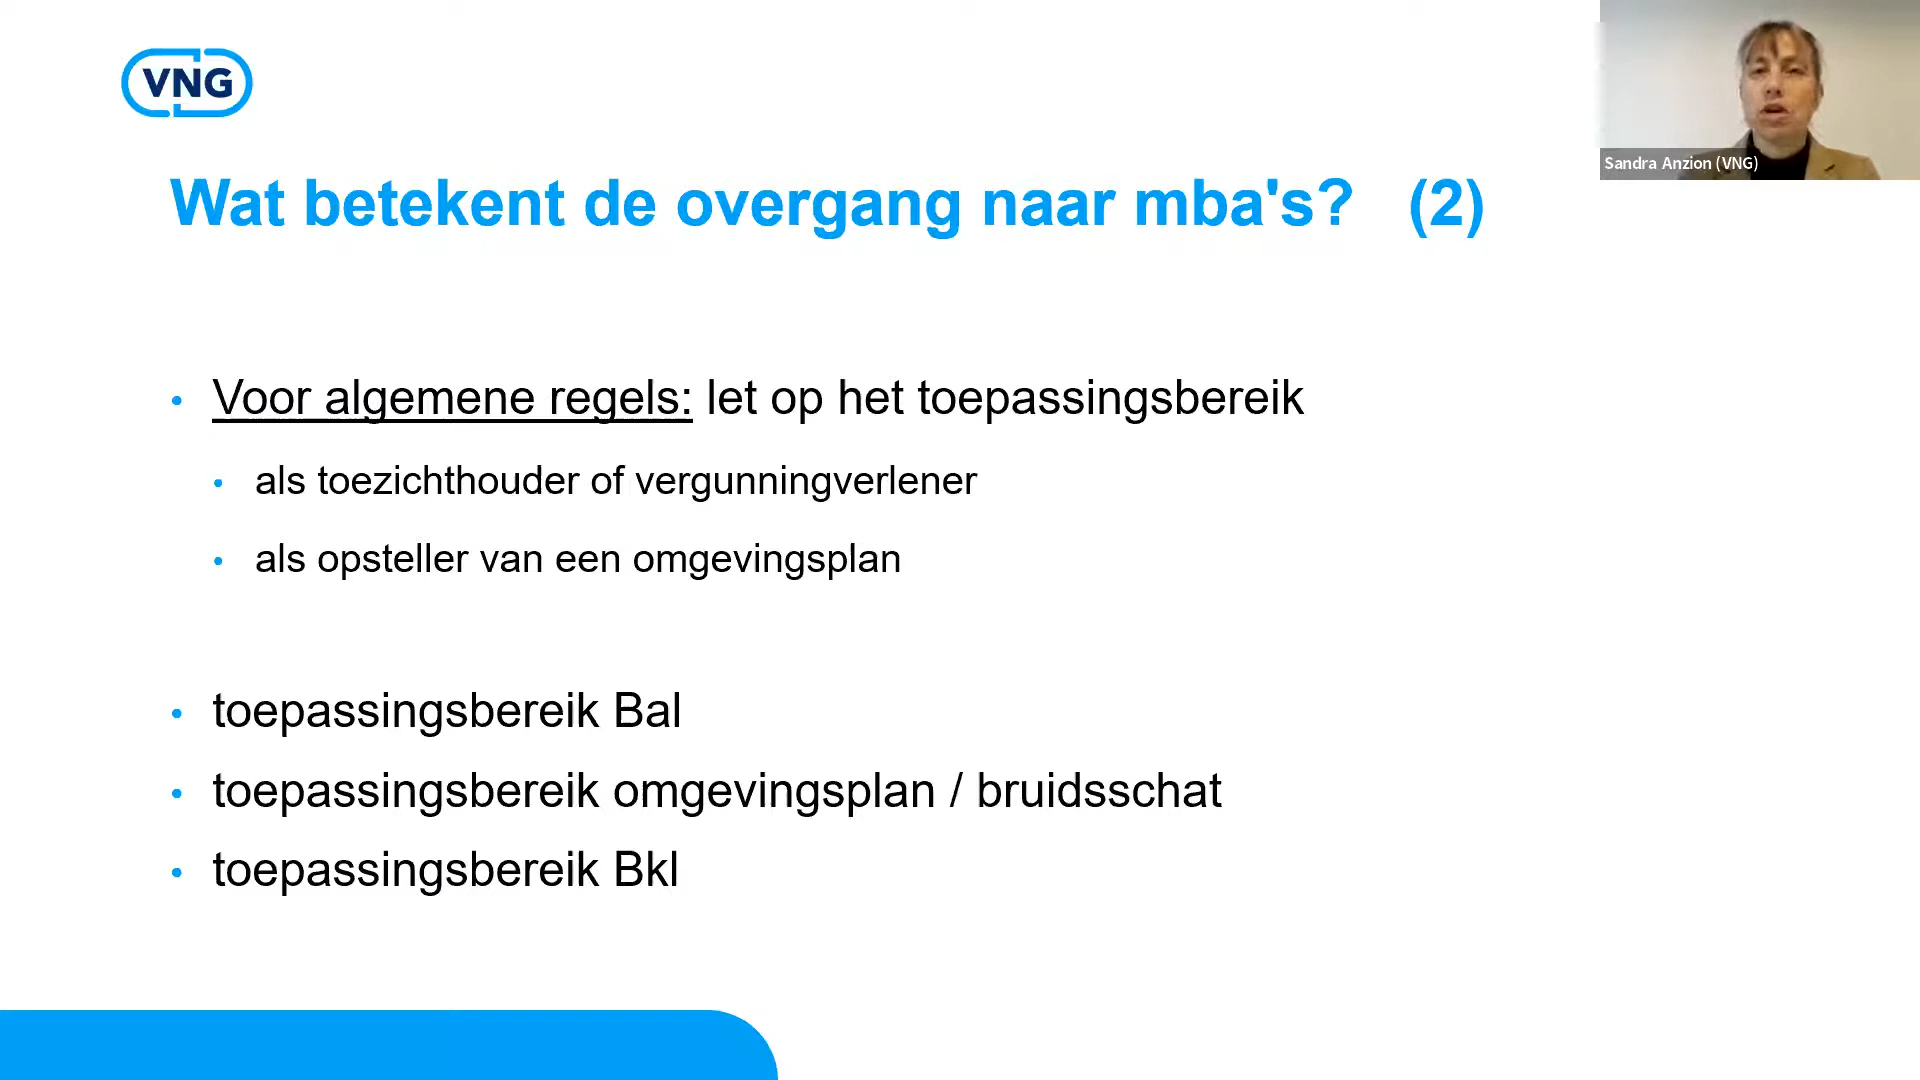 VNG
Sandra Anzion (VNG)
Wat betekent de overgang naar mba's? (2)
• Voor algemene regels: let op het toepassingsbereik
• als toezichthouder of vergunningverlener
• als opsteller van een omgevingsplan
• toepassingsbereik Bal
• toepassingsbereik omgevingsplan / bruidsschat
• toepassingsbereik Bkl